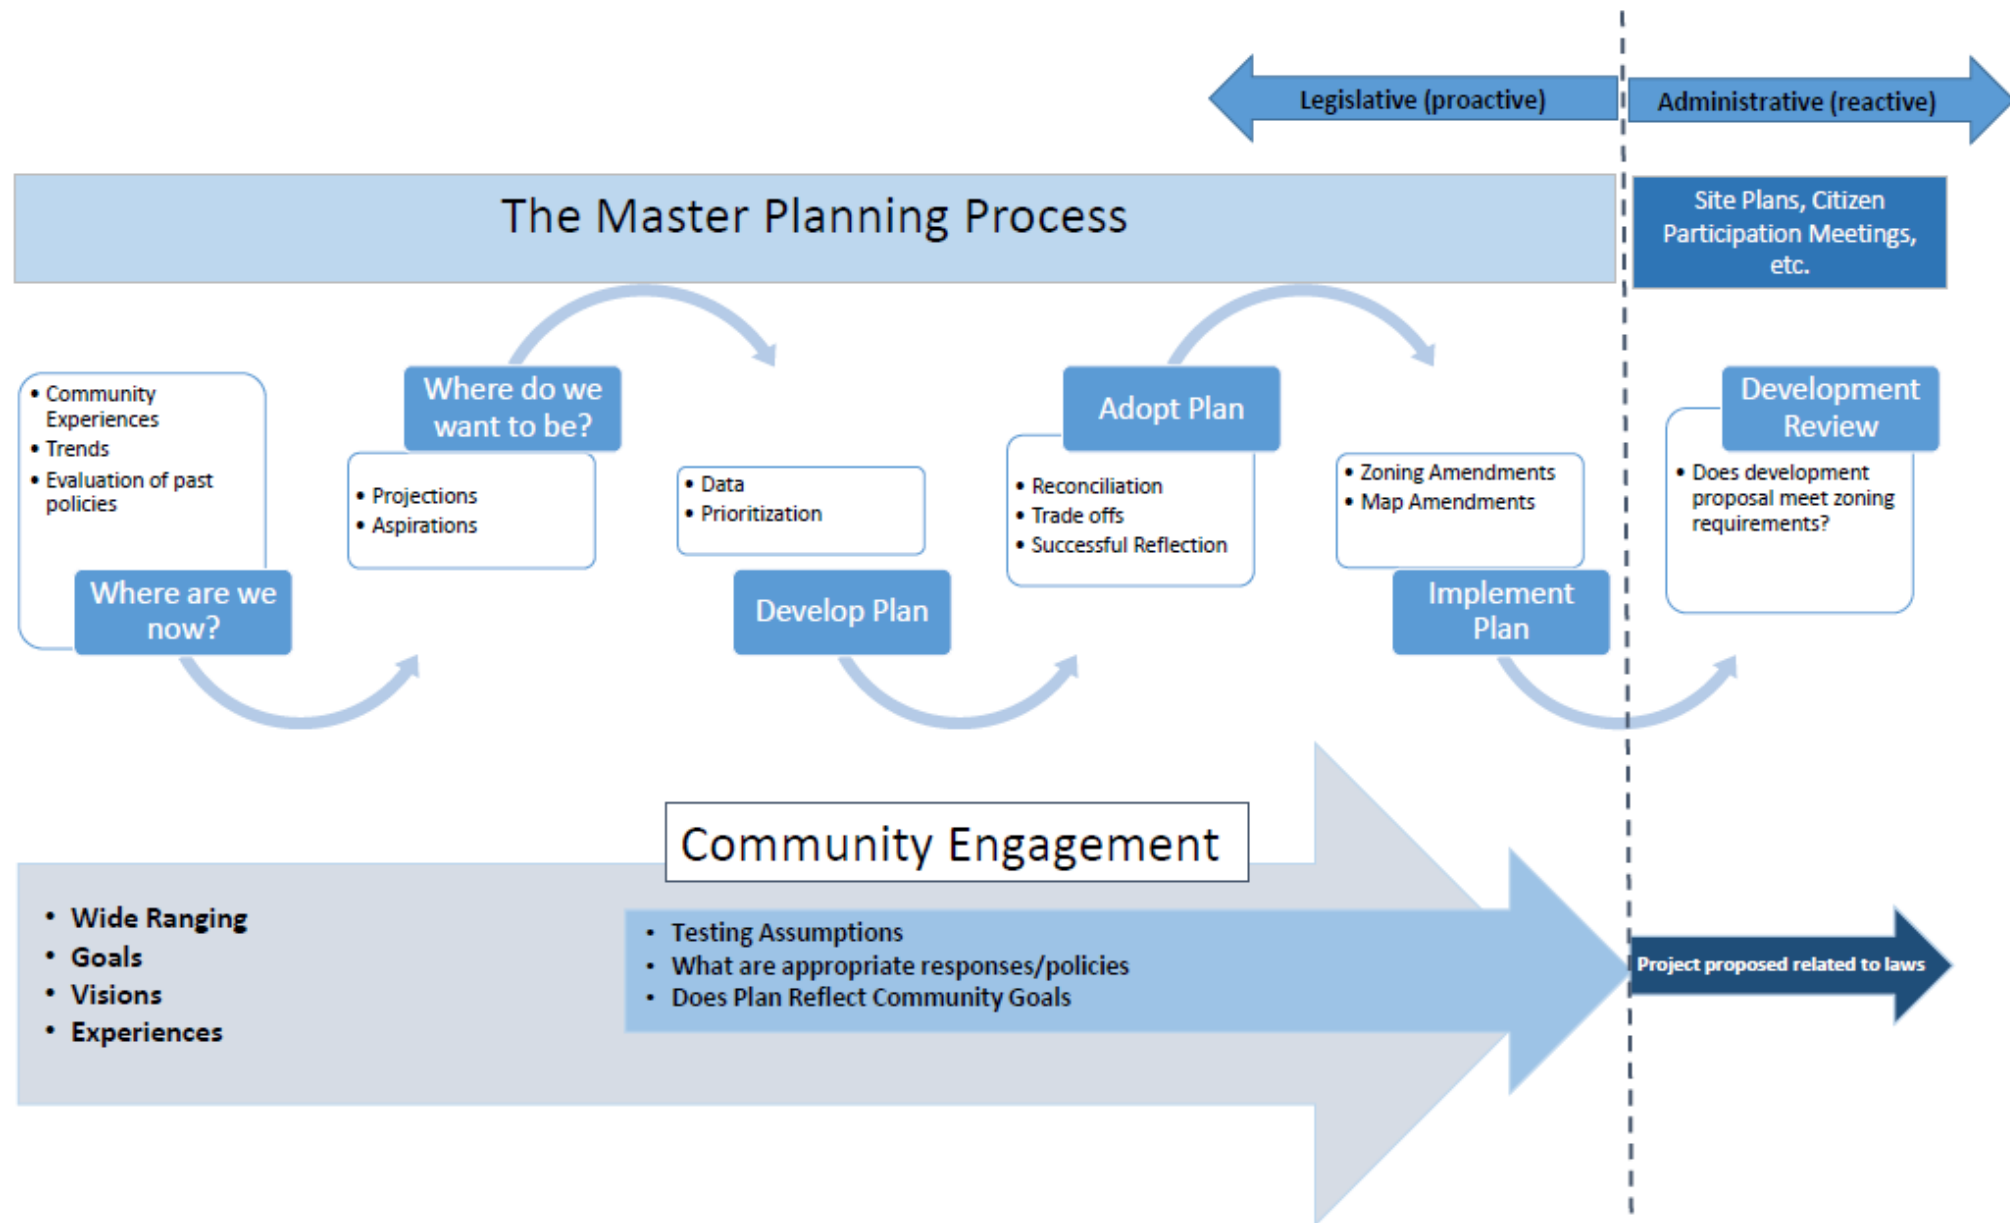 Legislative (proactive)
Administrative (reactive)
The Master Planning Process
Site Plans, Citizen
Participation Meetings,
etc.
• Community
Experiences
• Trends
• Evaluation of past
policies
Where are we
now?
Where do we
want to be?
• Projections
• Aspirations
• Data
• Prioritization
Develop Plan
Adopt Plan
• Reconciliation
• Trade offs
• Successful Reflection
• Zoning Amendments
• Map Amendments
Implement
Plan
Development
Review
• Does development
proposal meet zoning
requirements?
Community Engagement
• Wide Ranging
• Goals
• Visions
• Experiences
• Testing Assumptions
• What are appropriate responses/policies
• Does Plan Reflect Community Goals
Project proposed related to laws